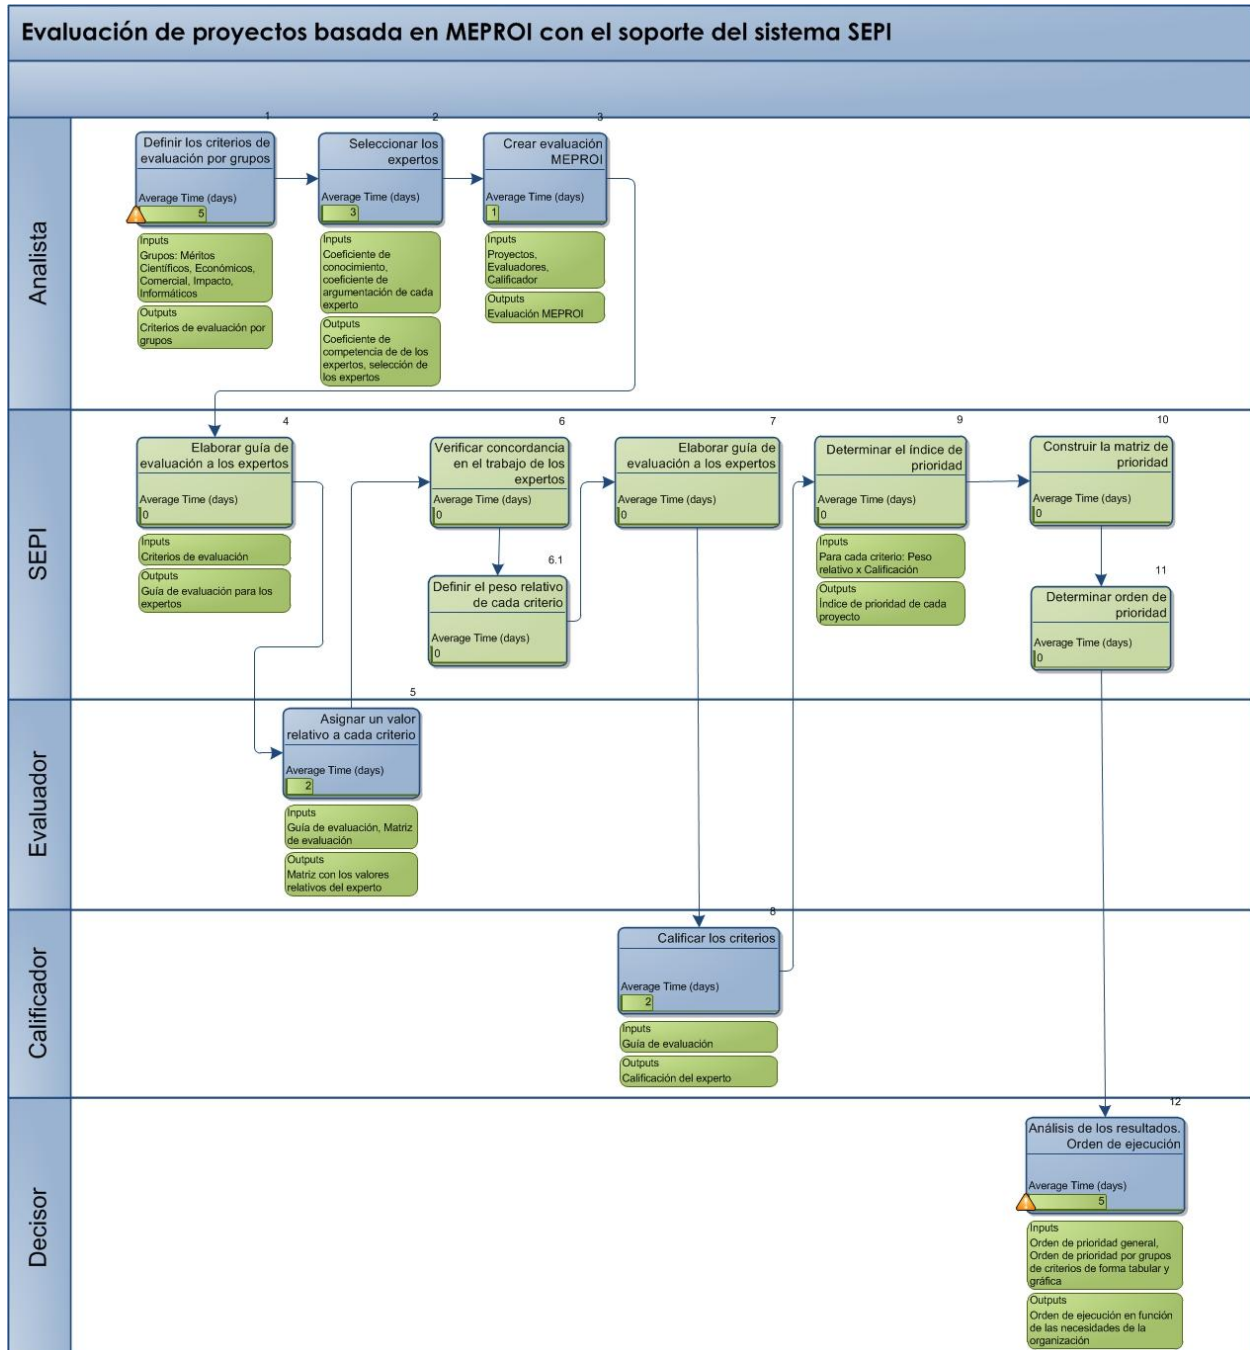 Evaluación de proyectos basada en MEPROI con el soporte del sistema SEPI
Analista
1
Definir los criterios de
evaluación por grupos
Average Time (days)
5
Inputs
Grupos: Méritos
Científicos, Económicos,
Comercial, Impacto,
Informáticos
Outputs
Criterios de evaluación por
grupos
2
Seleccionar los
expertos
Average Time (days)
3
Inputs
Coeficiente de
conocimiento,
coeficiente de
argumentación de cada
experto
Outputs
Coeficiente de
competencia de de los
expertos, selección de
los expertos
3
Crear evaluación
MEPROI
Average Time (days)
1
Inputs
Proyectos,
Evaluadores,
Calificador
Outputs
Evaluación MEPROI
SEPI
4
Elaborar guía de
evaluación a los expertos
Average Time (days)
0
Inputs
Criterios de evaluación
Outputs
Guía de evaluación para los
expertos
6
Verificar concordancia
en el trabajo de los
expertos
Average Time (days)
0
6.1
Definir el peso relativo
de cada criterio
Average Time (days)
0
7
Elaborar guía de
evaluación a los expertos
Average Time (days)
0
9
Determinar el índice de
prioridad
Average Time (days)
0
Inputs
Para cada criterio: Peso
relativo x Calificación
Outputs
Índice de prioridad de cada
proyecto
10
Construir la matriz de
prioridad
Average Time (days)
0
11
Determinar orden de
prioridad
Average Time (days)
0
Evaluador
5
Asignar un valor
relativo a cada criterio
Average Time (days)
2
Inputs
Guía de evaluación, Matriz
de evaluación
Outputs
Matriz con los valores
relativos del experto
Calificador
8
Calificar los criterios
Average Time (days)
2
Inputs
Guía de evaluación
Outputs
Calificación del experto
Decisor
12
Análisis de los resultados.
Orden de ejecución
Average Time (days)
5
Inputs
Orden de prioridad general,
Orden de prioridad por grupos
de criterios de forma tabular y
gráfica
Outputs
Orden de ejecución en función
de las necesidades de la
organización